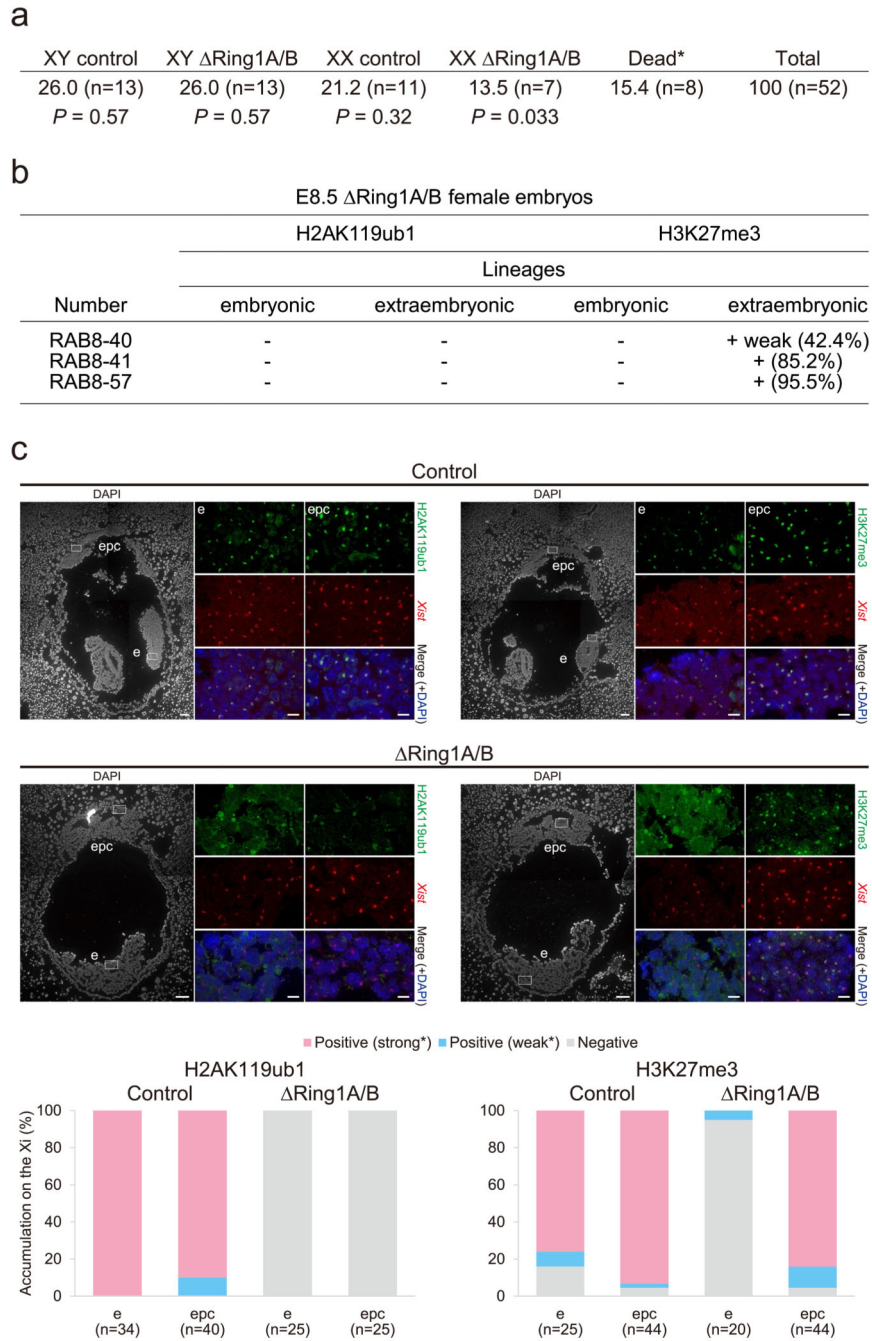 a
XY control XY ΔRing1A/B XX control XX ΔRing1A/B Dead* Total
26.0 (n=13) 26.0 (n=13) 21.2 (n=11) 13.5 (n=7) 15.4 (n=8) 100 (n=52)
P = 0.57 P = 0.57 P = 0.32 P = 0.033
b
E8.5 ΔRing1A/B female embryos
H2AK119ub1 H3K27me3
Lineages
Number embryonic extraembryonic embryonic extraembryonic
RAB8-40 - - - + weak (42.4%)
RAB8-41 - - - + (85.2%)
RAB8-57 - - - + (95.5%)
c
Control
DAPI
epc
e
e
epc
H2AK119ub1
Xist
Merge (+DAPI)
DAPI
epc
e
e
epc
H3K27me3
Xist
Merge (+DAPI)
ΔRing1A/B
DAPI
epc
e
H2AK119ub1
Xist
Merge (+DAPI)
DAPI
epc
e
H3K27me3
Xist
Merge (+DAPI)
Positive (strong*) Positive (weak*) Negative
H2AK119ub1
Control ΔRing1A/B
Accumulation on the Xi (%)
100
80
60
40
20
0
e epc e epc
(n=34) (n=40) (n=25) (n=25)
H3K27me3
Control ΔRing1A/B
100
80
60
40
20
0
e epc e epc
(n=25) (n=44) (n=20) (n=44)